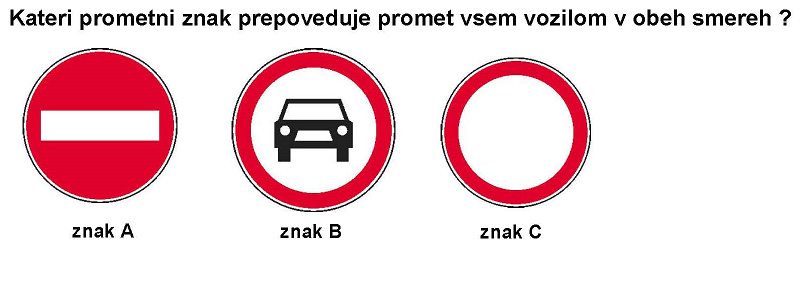 Kateri prometni znak prepoveduje promet vsem vozilom v obeh smereh ?
znak A
znak B
znak C